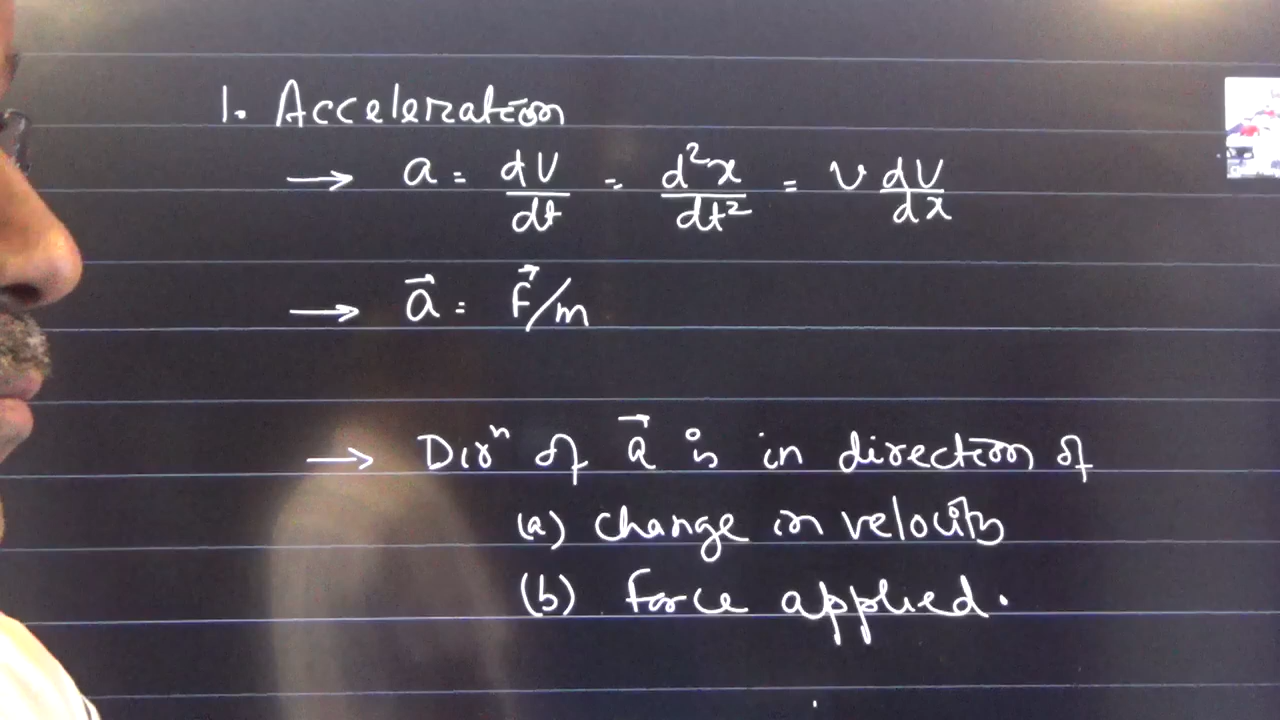 1. Acceleration
→ a = dV/dt = d²x/dt² = v dV/dx
→ a⃗ = F⃗/m
→ Dirⁿ of a⃗ is in direction of
(a) change in velocity
(b) force applied.